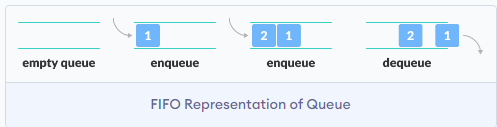 1 2 1 2 1
empty queue enqueue enqueue dequeue
FIFO Representation of Queue